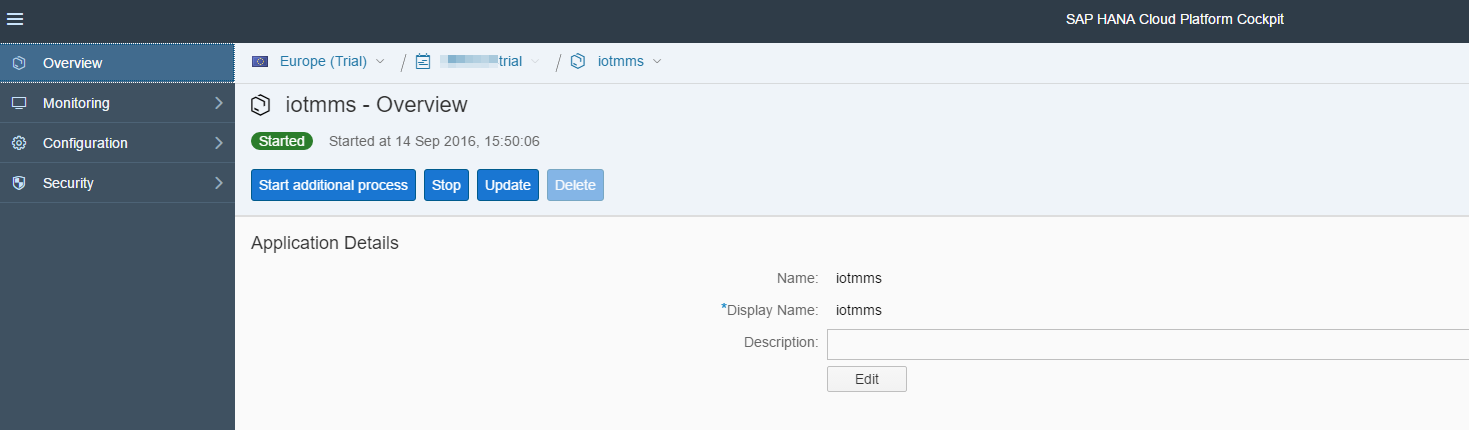 SAP HANA Cloud Platform Cockpit
Overview
Monitoring
Configuration
Security
Europe (Trial) / trial / iotmms
iotmms - Overview
Started Started at 14 Sep 2016, 15:50:06
Start additional process Stop Update Delete
Application Details
Name: iotmms
*Display Name: iotmms
Description:
Edit